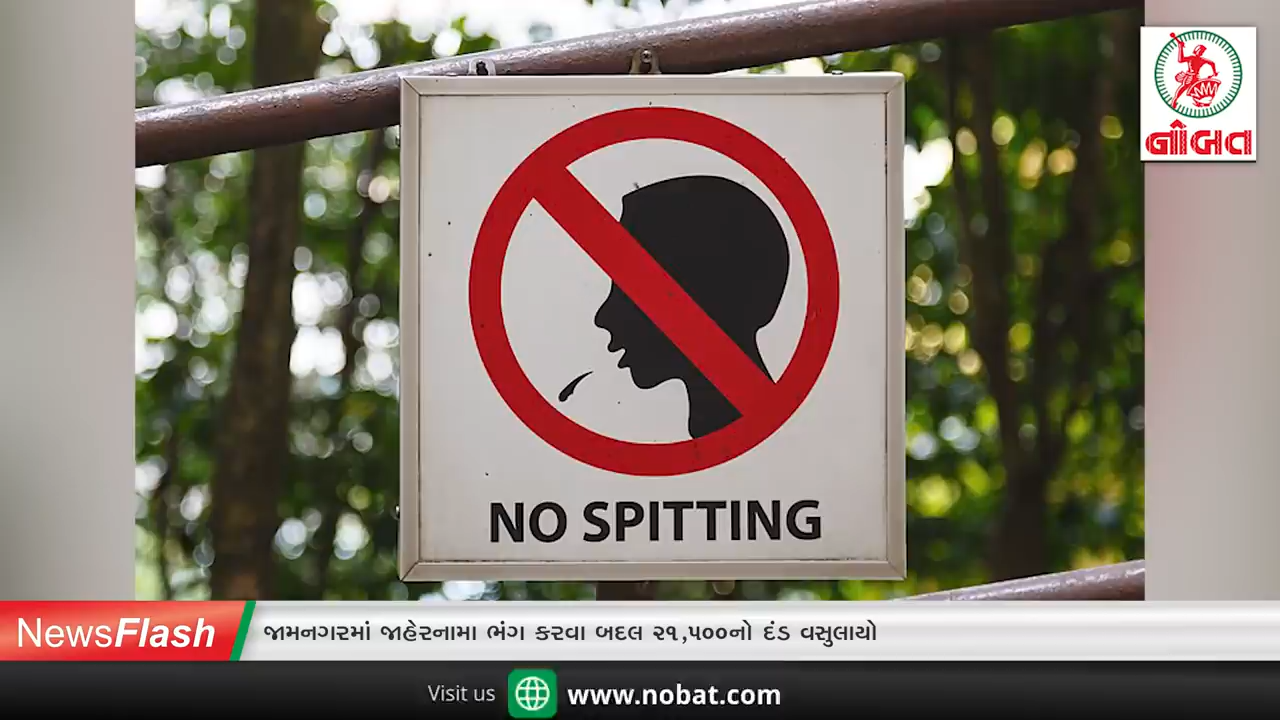 નોબત
NO SPITTING
NewsFlash
જામનગરમાં જાહેરનામા ભંગ કરવા બદલ ૨૧,૫૦૦નો દંડ વસુલાયો
Visit us www.nobat.com